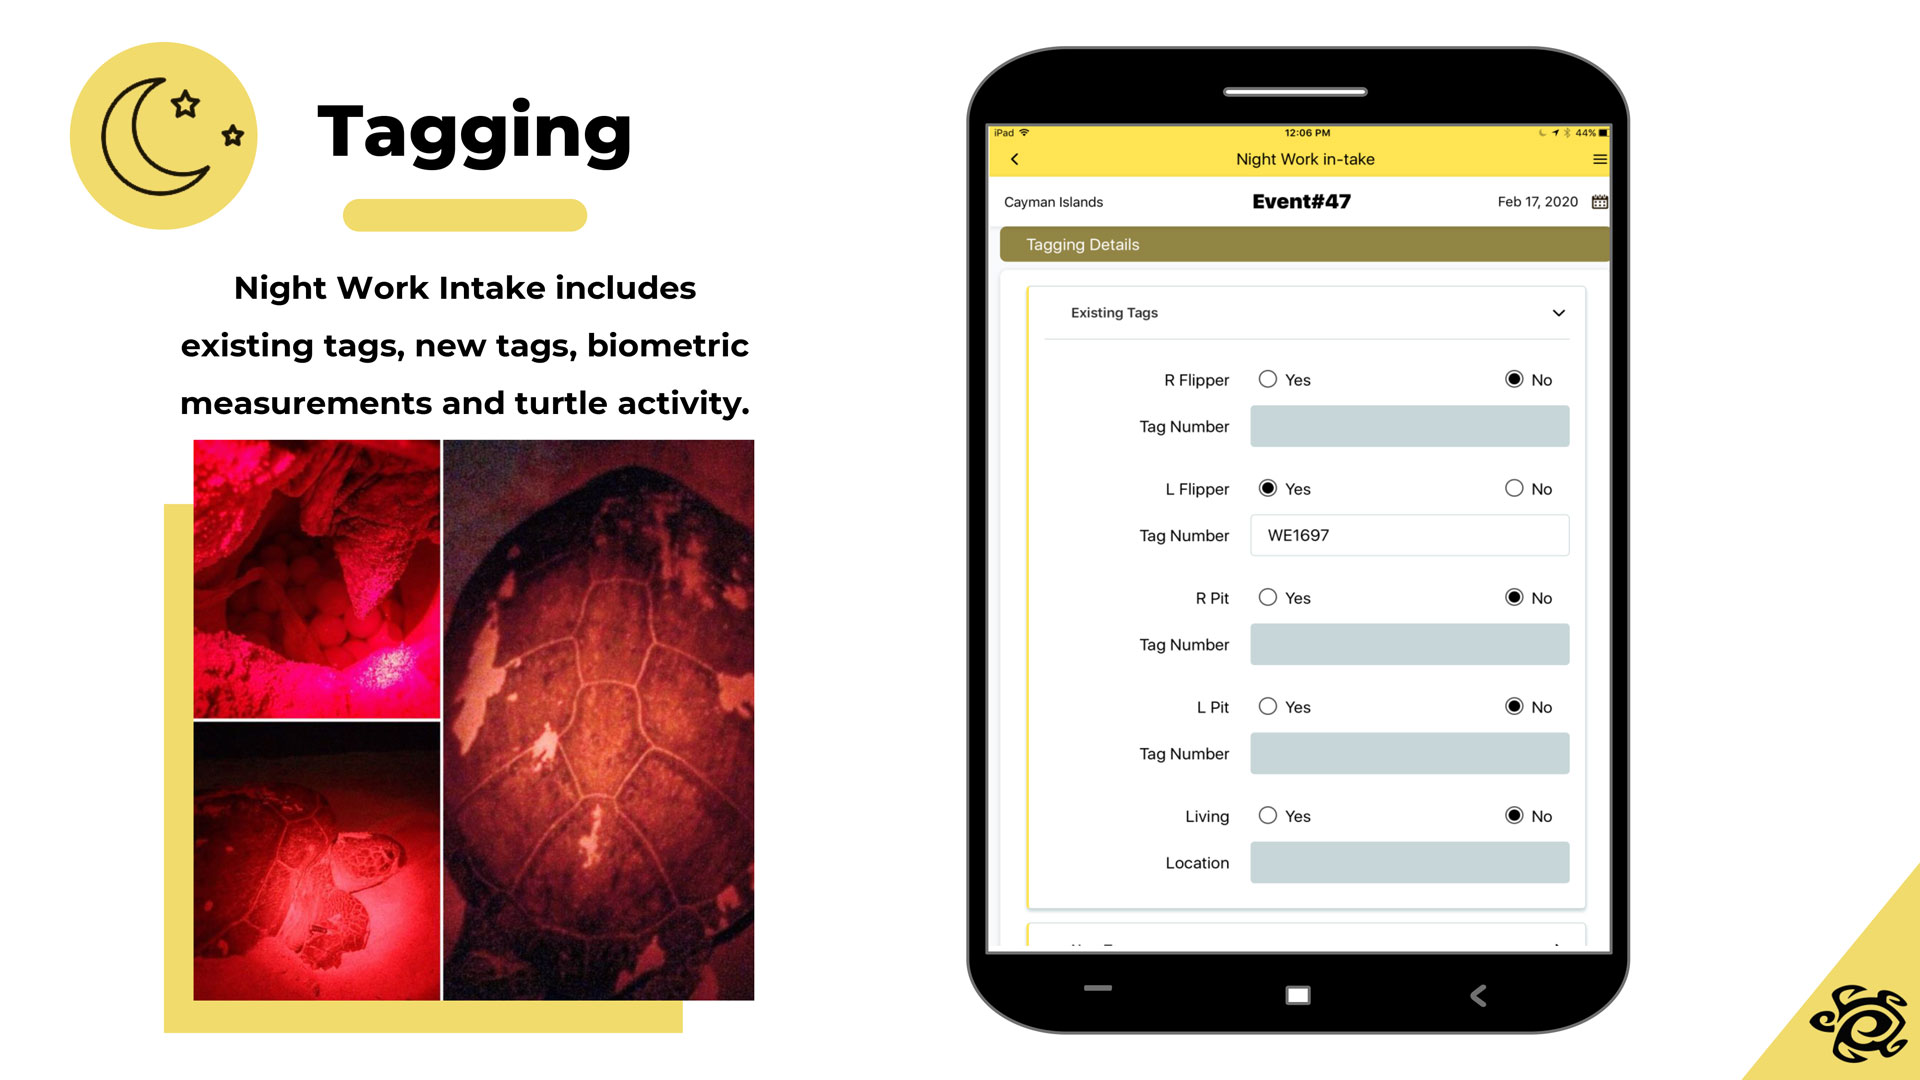 Tagging
Night Work Intake includes
existing tags, new tags, biometric
measurements and turtle activity.
iPad 12:06 PM 44%
Night Work in-take
Cayman Islands Event#47 Feb 17, 2020
Tagging Details
Existing Tags
R Flipper Yes No
Tag Number
L Flipper Yes No
Tag Number WE1697
R Pit Yes No
Tag Number
L Pit Yes No
Tag Number
Living Yes No
Location